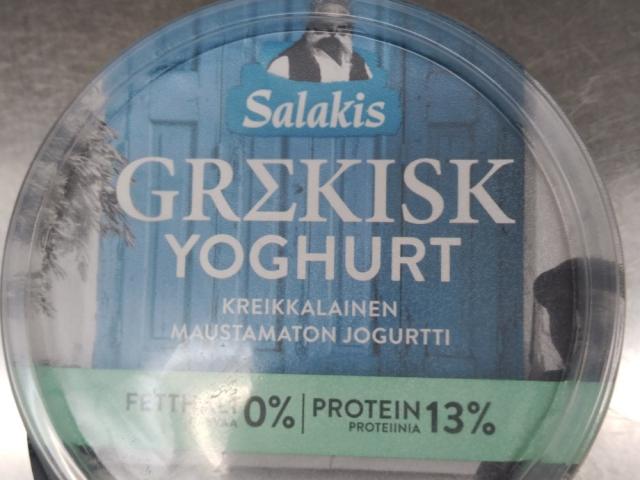 Salakis
GRΣKISK
YOGHURT
KREIKKALAINEN
MAUSTAMATON JOGURTTI
0% PROTEIN 13%
PROTEIINIA